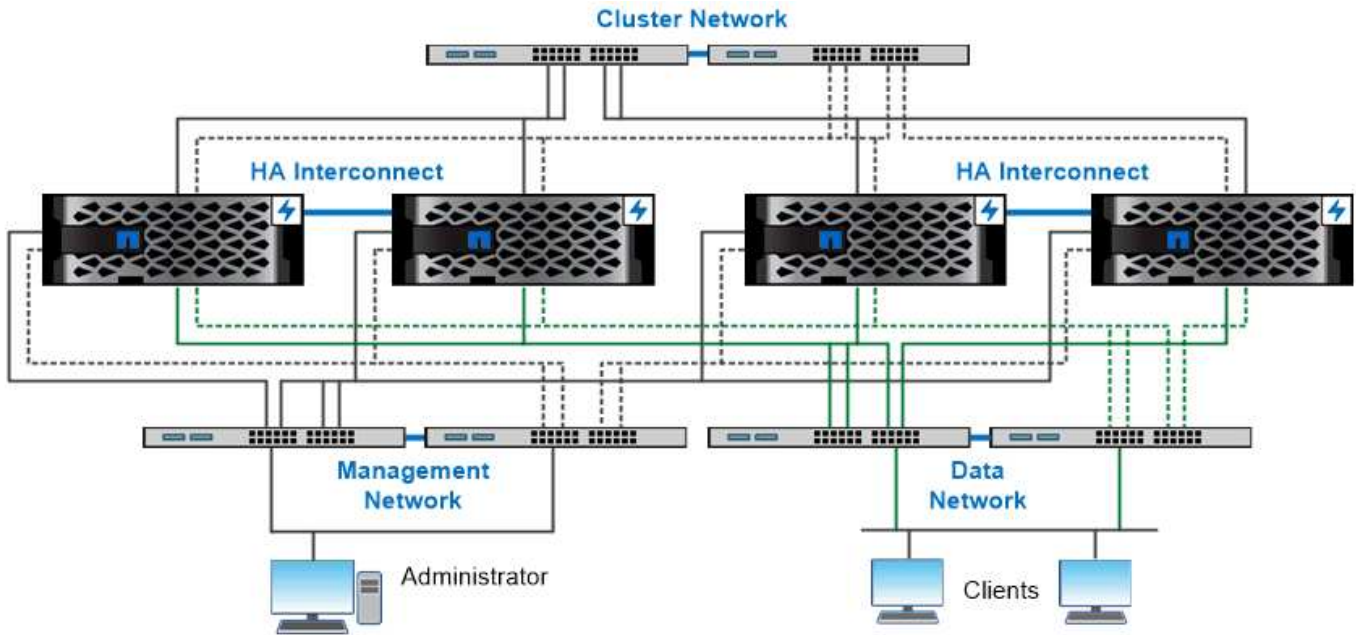 Cluster Network
HA Interconnect
HA Interconnect
Management
Network
Data
Network
Administrator
Clients